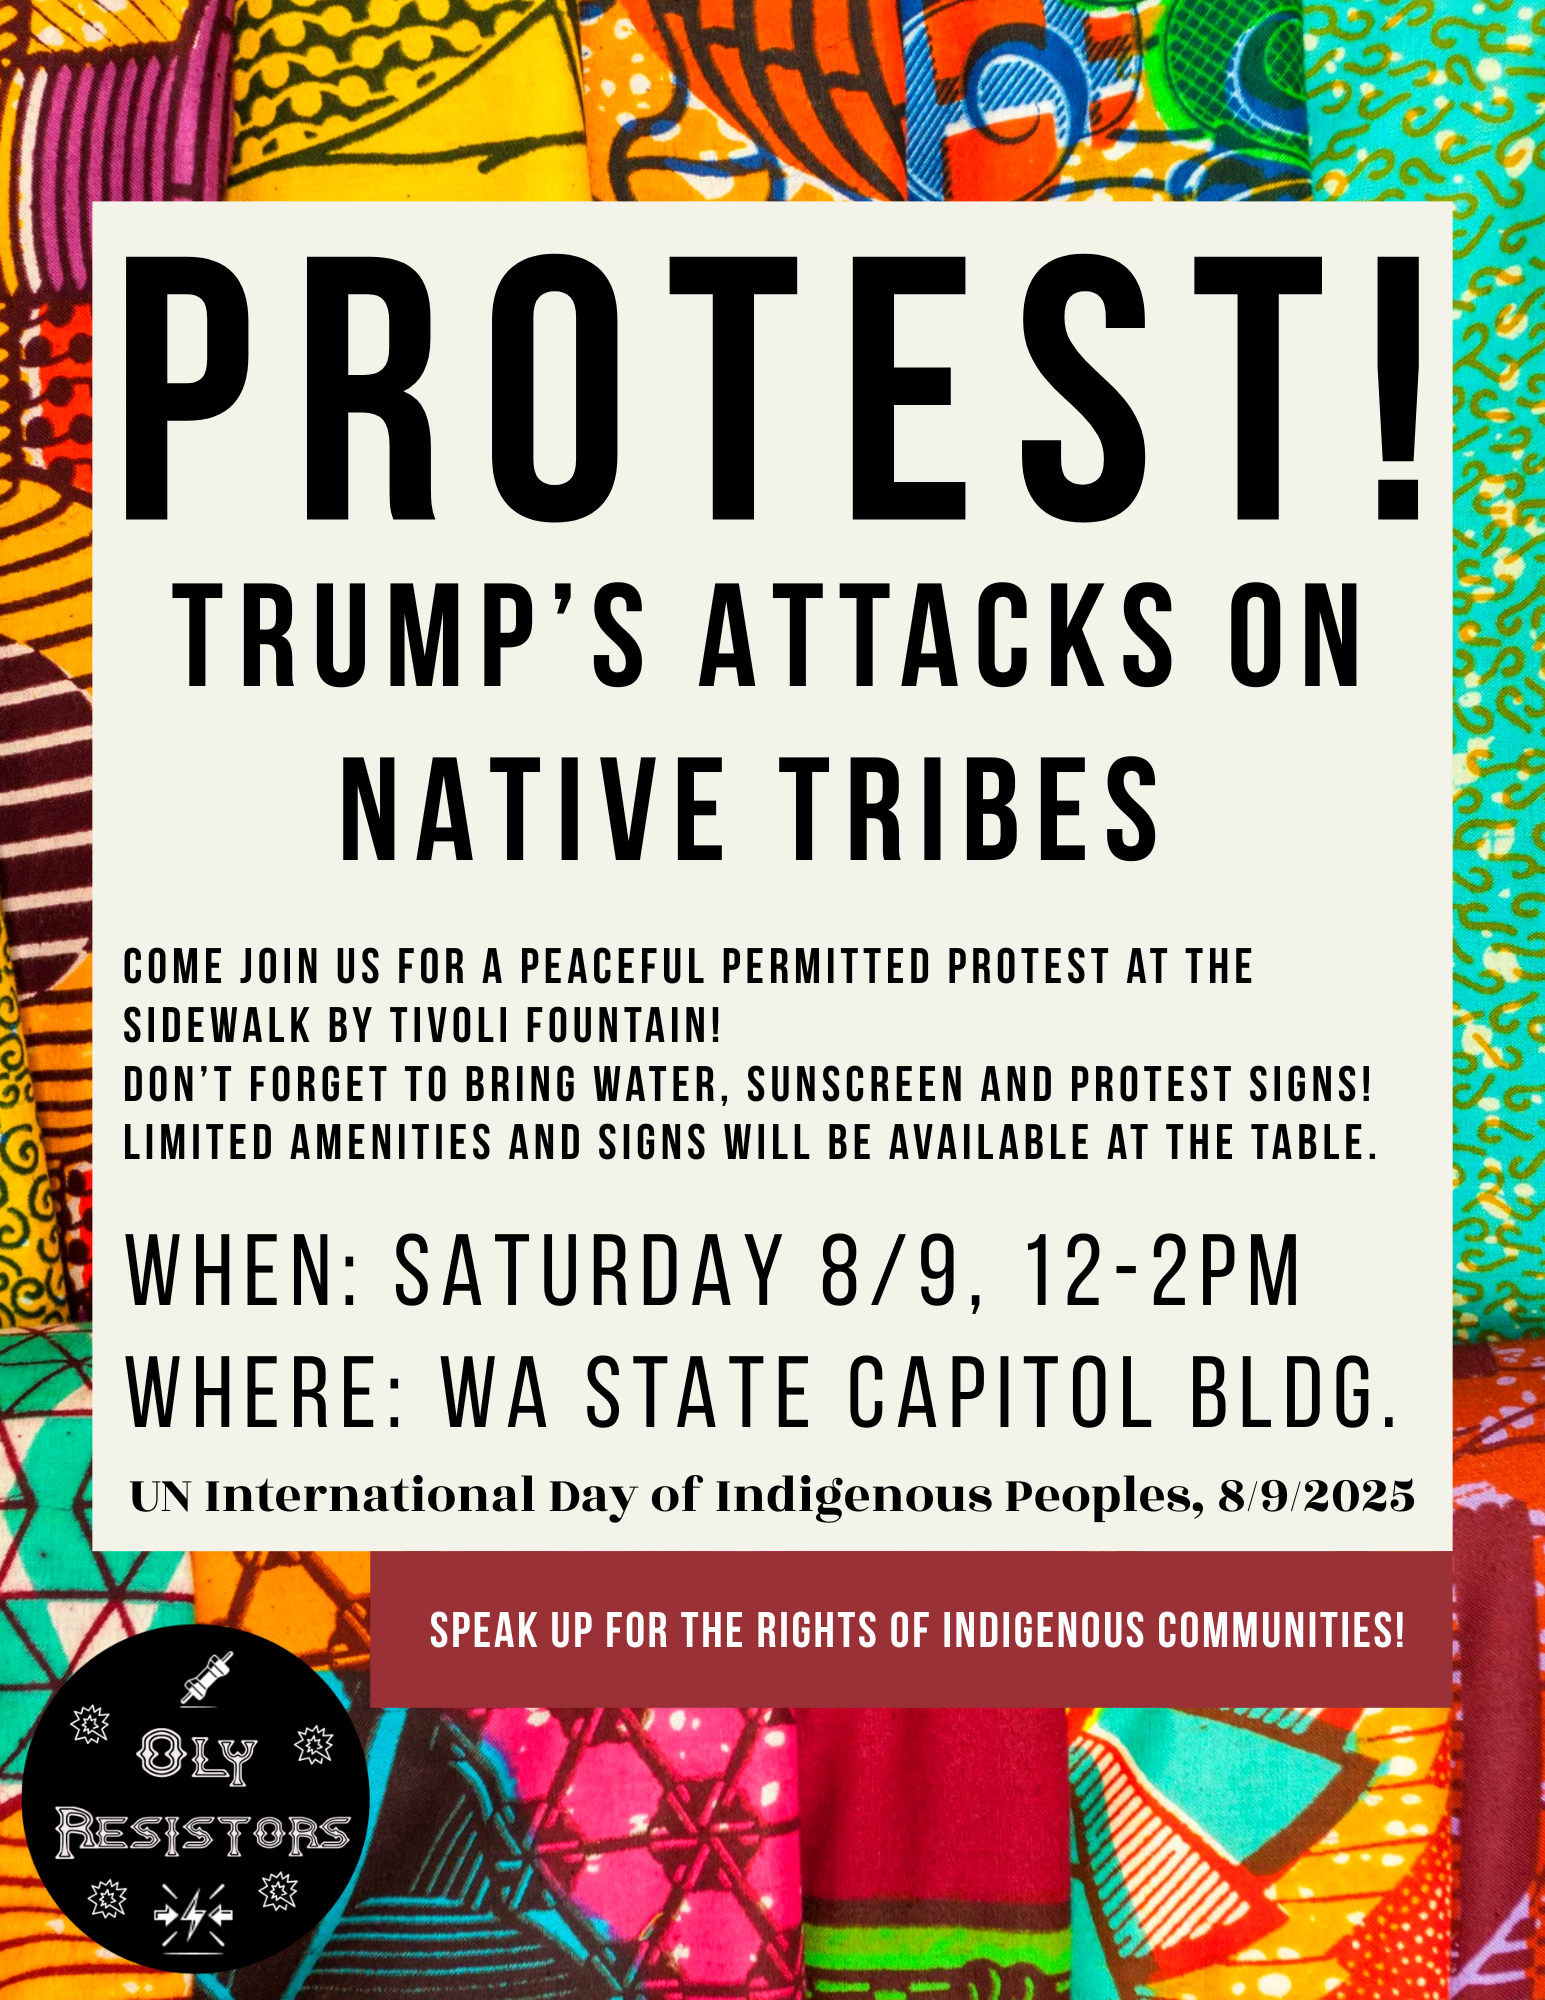 PROTEST!
TRUMP’S ATTACKS ON
NATIVE TRIBES
COME JOIN US FOR A PEACEFUL PERMITTED PROTEST AT THE
SIDEWALK BY TIVOLI FOUNTAIN!
DON’T FORGET TO BRING WATER, SUNSCREEN AND PROTEST SIGNS!
LIMITED AMENITIES AND SIGNS WILL BE AVAILABLE AT THE TABLE.
WHEN: SATURDAY 8/9, 12-2PM
WHERE: WA STATE CAPITOL BLDG.
UN International Day of Indigenous Peoples, 8/9/2025
SPEAK UP FOR THE RIGHTS OF INDIGENOUS COMMUNITIES!
OLY
RESISTORS